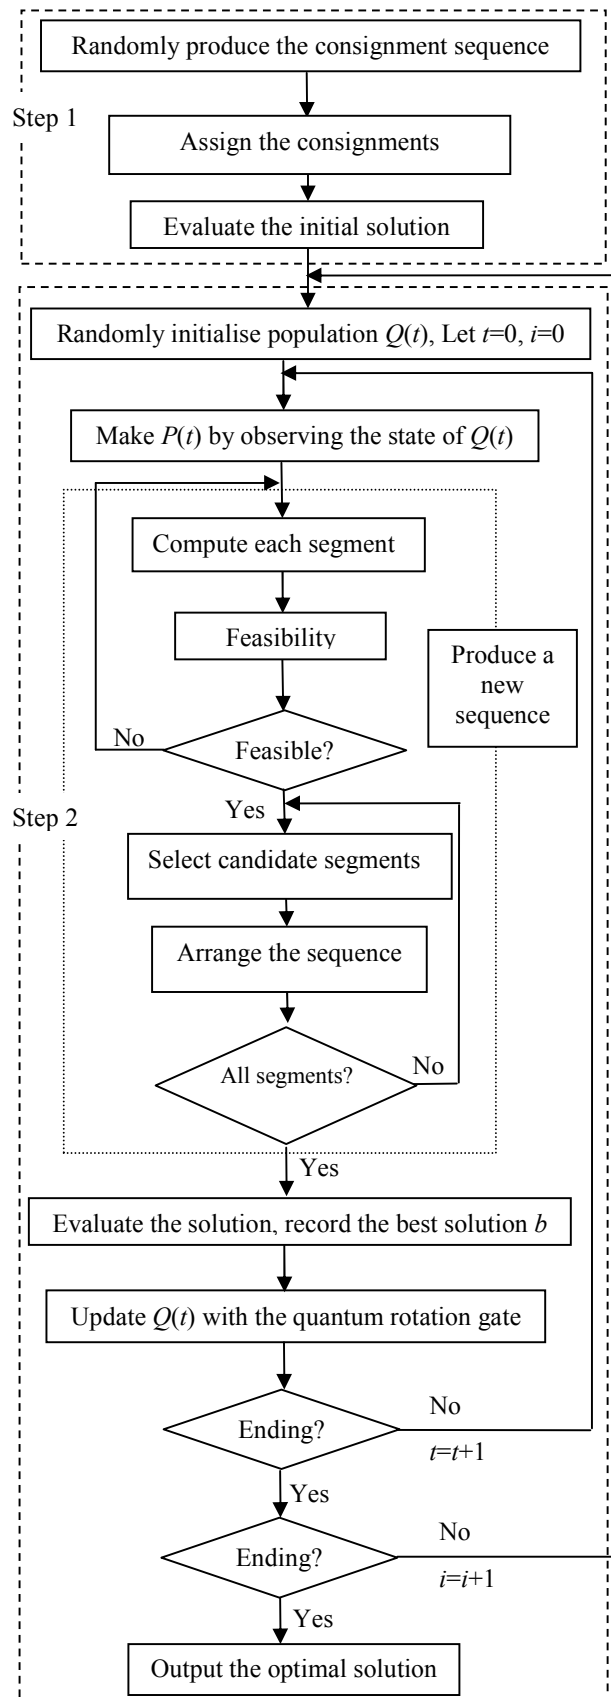 Randomly produce the consignment sequence
Step 1
Assign the consignments
Evaluate the initial solution
Randomly initialise population Q(t), Let t=0, i=0
Make P(t) by observing the state of Q(t)
Compute each segment
Feasibility
Produce a
new
sequence
No
Feasible?
Yes
Step 2
Select candidate segments
Arrange the sequence
All segments?
No
Yes
Evaluate the solution, record the best solution b
Update Q(t) with the quantum rotation gate
Ending?
No
t=t+1
Yes
Ending?
No
i=i+1
Yes
Output the optimal solution